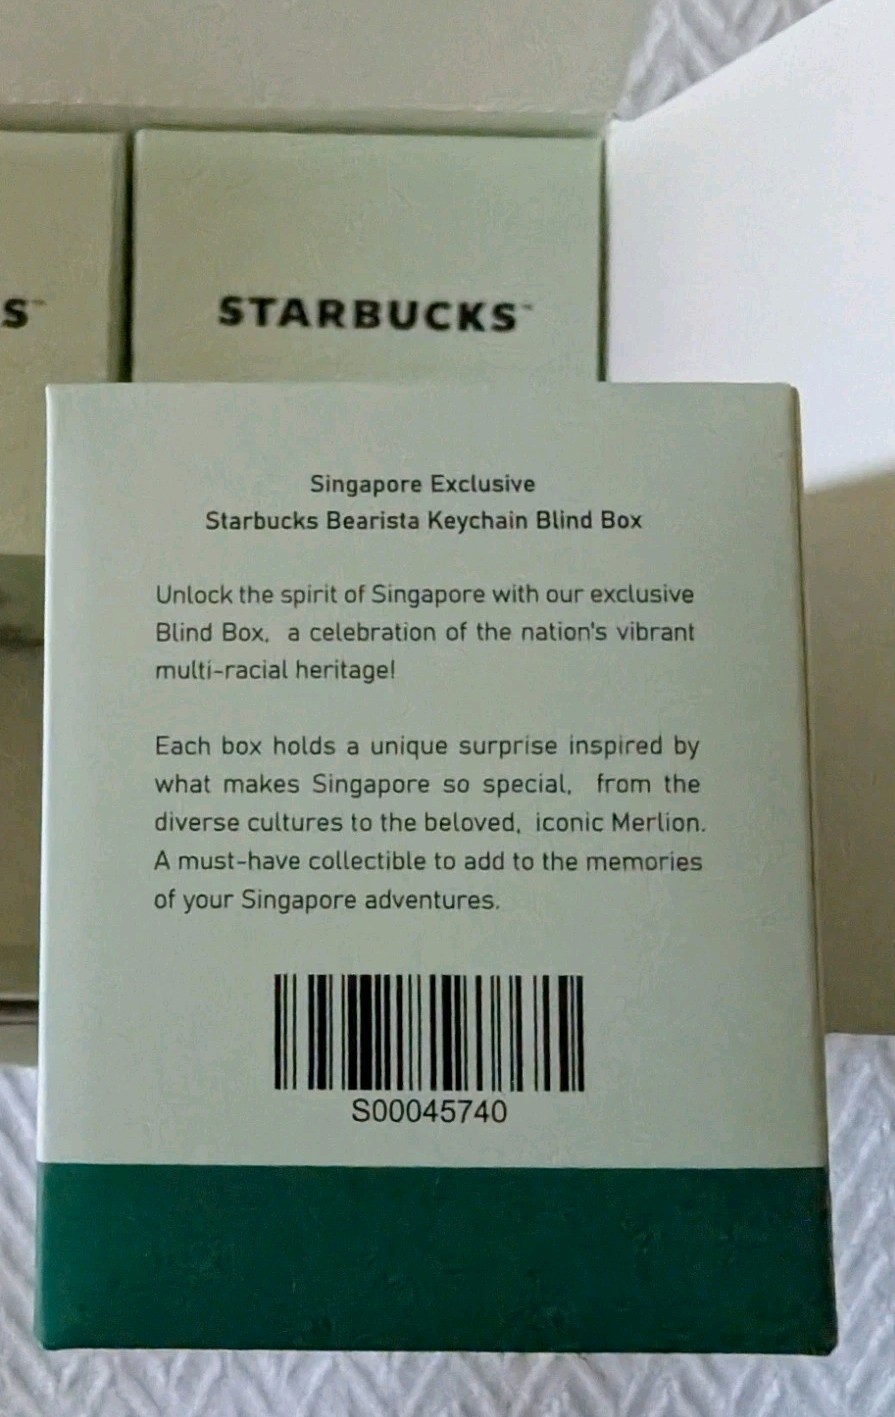 S™
STARBUCKS™
Singapore Exclusive
Starbucks Bearista Keychain Blind Box
Unlock the spirit of Singapore with our exclusive
Blind Box, a celebration of the nation's vibrant
multi-racial heritage!
Each box holds a unique surprise inspired by
what makes Singapore so special, from the
diverse cultures to the beloved, iconic Merlion.
A must-have collectible to add to the memories
of your Singapore adventures.
S00045740